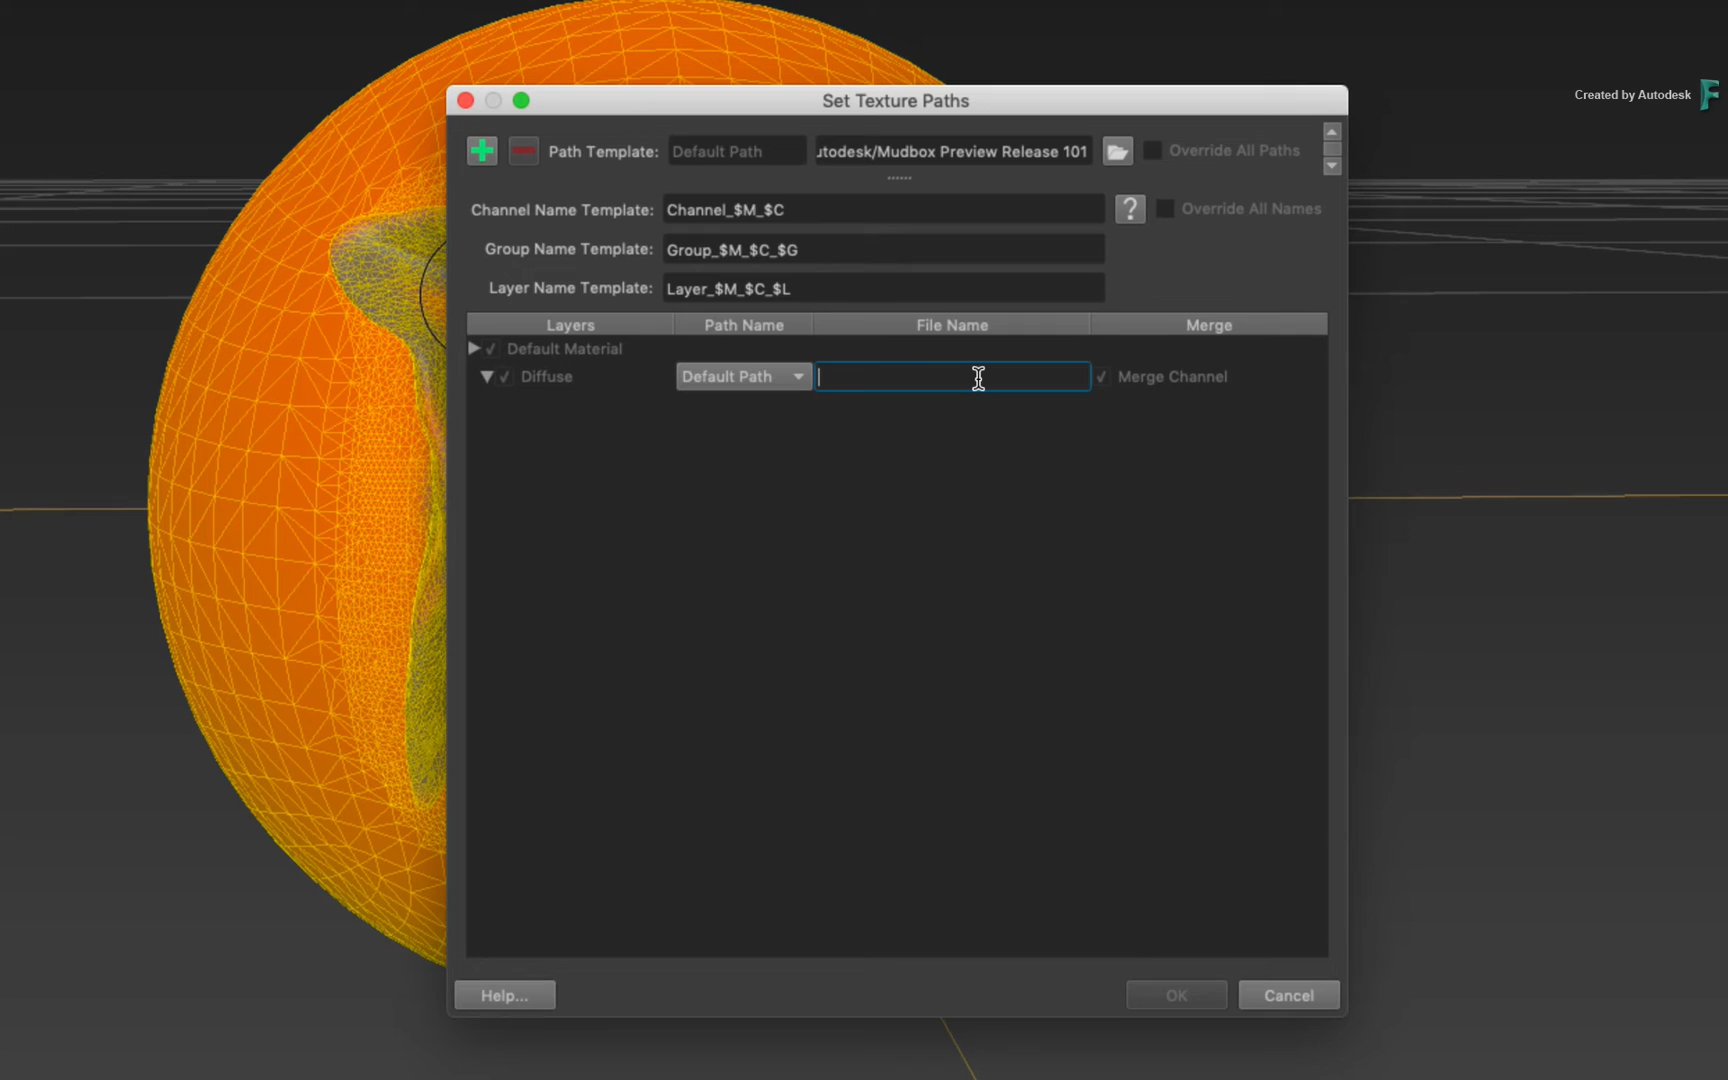 Set Texture Paths
Created by Autodesk
Path Template: Default Path utodesk/Mudbox Preview Release 101 Override All Paths
Channel Name Template: Channel_$M_$C ? Override All Names
Group Name Template: Group_$M_$C_$G
Layer Name Template: Layer_$M_$C_$L
Layers Path Name File Name Merge
Default Material
Diffuse Default Path Merge Channel
Help... OK Cancel